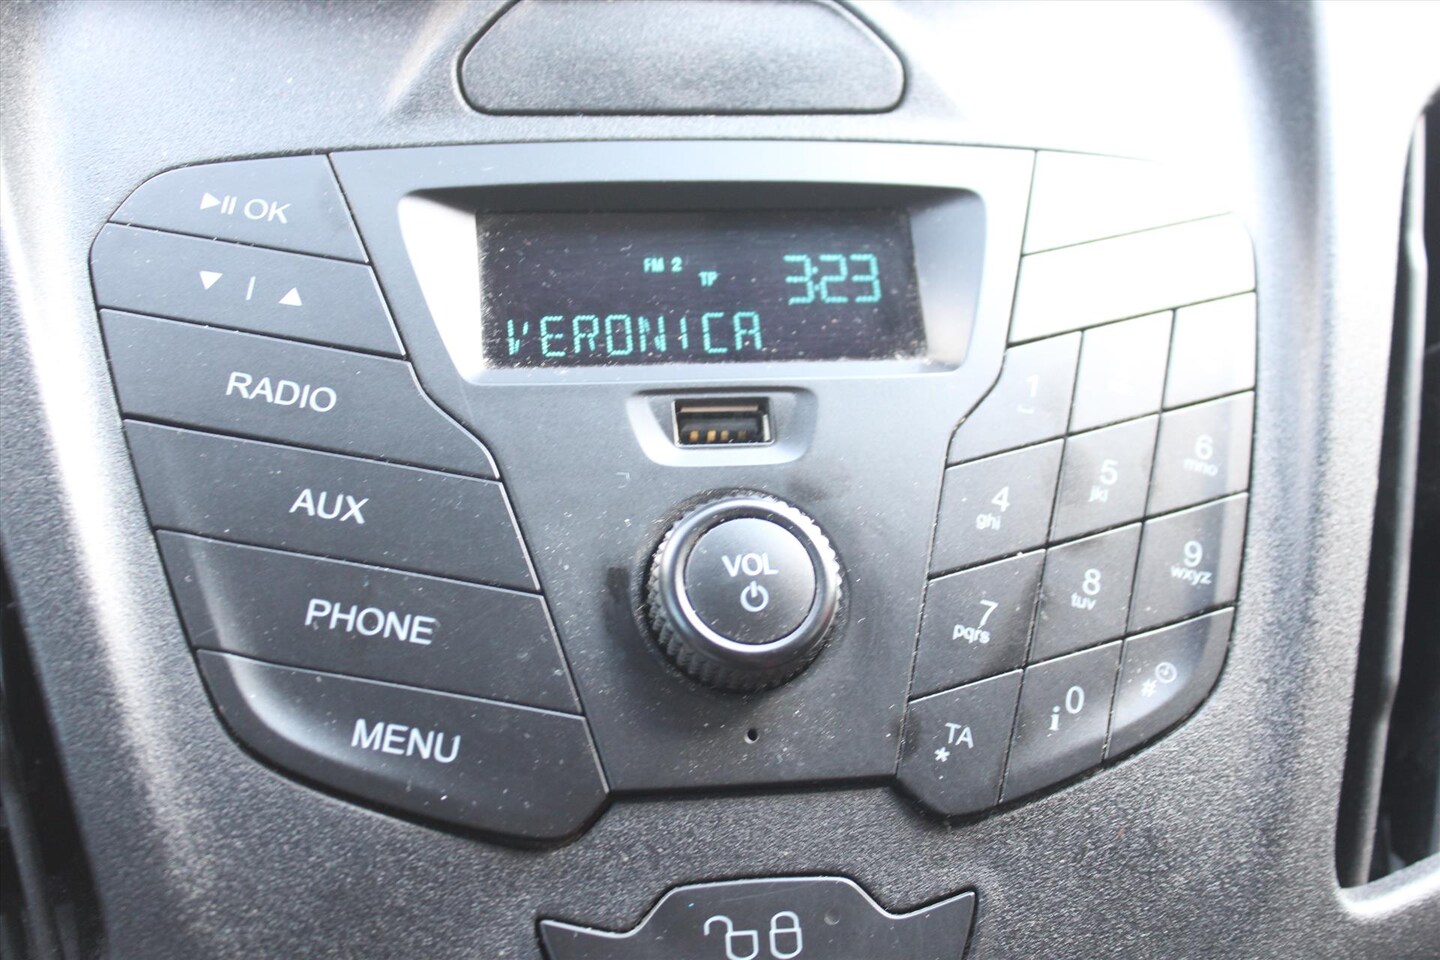 OK
FM 2
TP
3:23
VERONICA
RADIO
AUX
PHONE
MENU
VOL
1
4
ghi
5
jkl
6
mno
7
pqrs
8
tuv
9
wxyz
TA
*
i 0
#